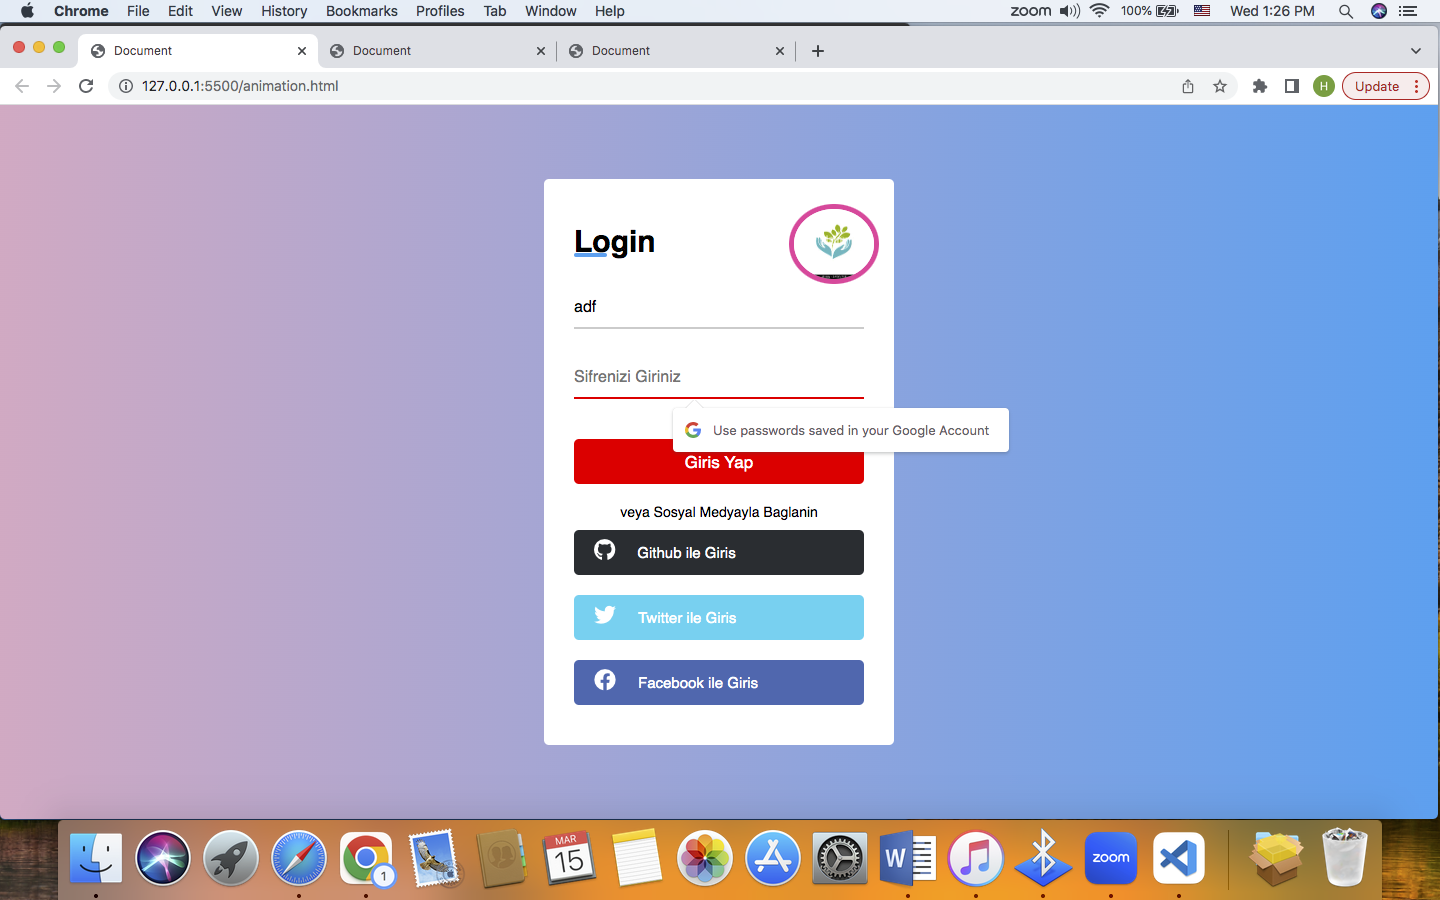 Chrome File Edit View History Bookmarks Profiles Tab Window Help zoom 100% Wed 1:26 PM
Document Document Document
127.0.0.1:5500/animation.html H Update
Login
adf
Sifrenizi Giriniz
Use passwords saved in your Google Account
Giris Yap
veya Sosyal Medyayla Baglanin
Github ile Giris
Twitter ile Giris
Facebook ile Giris
1 MAR 15 W zoom